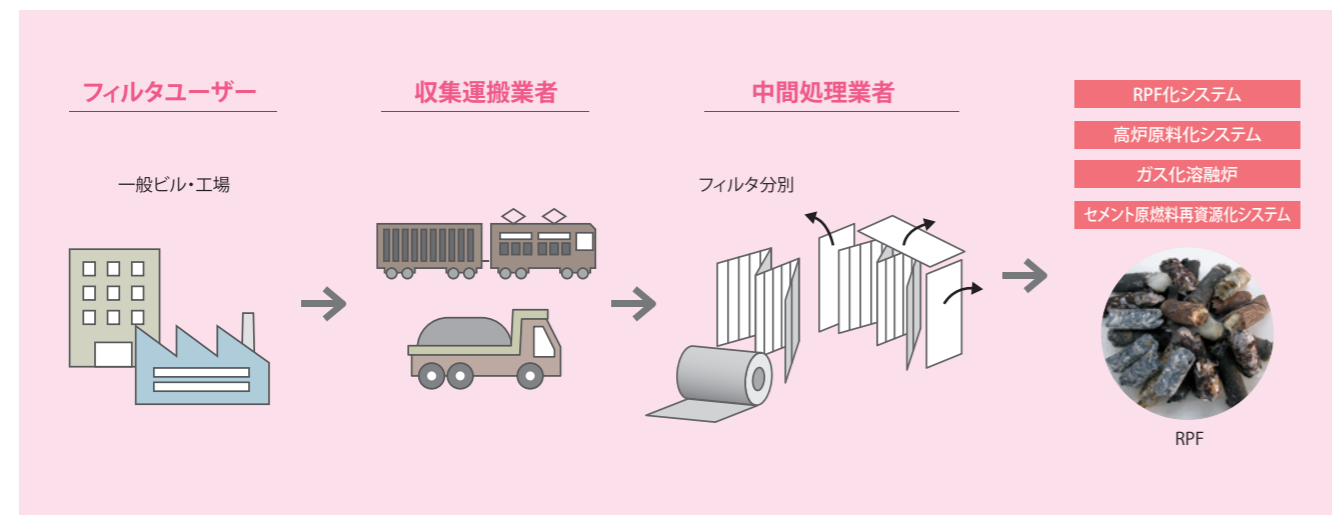 フィルタユーザー
収集運搬業者
中間処理業者
RPF化システム
高炉原料化システム
ガス化溶融炉
セメント原燃料再資源化システム
一般ビル・工場
フィルタ分別
RPF